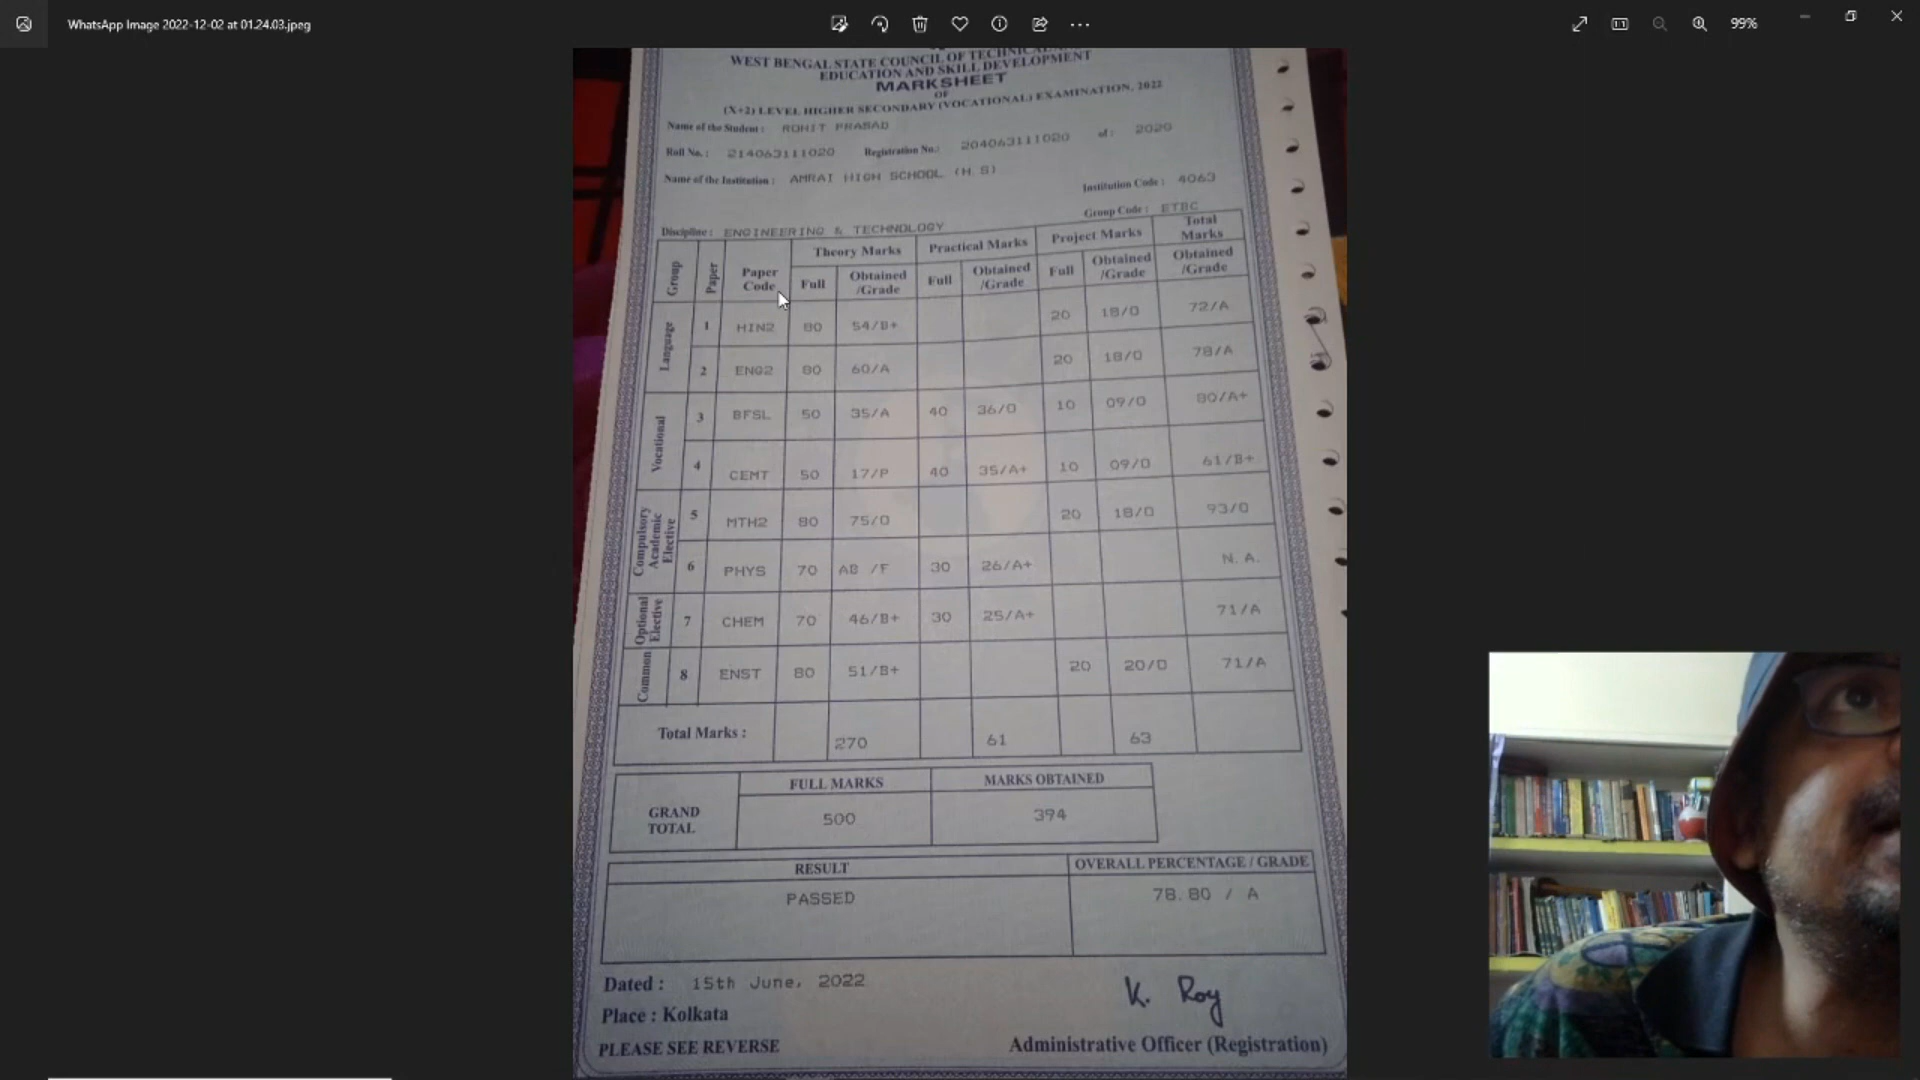 WhatsApp Image 2022-12-02 at 01.24.03.jpeg
99%
WEST BENGAL STATE COUNCIL OF TECHNICAL
EDUCATION AND SKILL DEVELOPMENT
MARKSHEET
OF
(X+2) LEVEL HIGHER SECONDARY (VOCATIONAL) EXAMINATION, 2022
Name of the Student : ROHIT PRASAD
Roll No. : 214063111020 Registration No.: 204063111020 of: 2020
Name of the Institution : AMRAI HIGH SCHOOL (H.S)
Institution Code : 4063
Discipline : ENGINEERING & TECHNOLOGY Group Code : ETBC
Group Paper Paper Code Theory Marks Practical Marks Project Marks Total Marks
Full Obtained /Grade Full Obtained /Grade Full Obtained /Grade Obtained /Grade
Language 1 HIN2 80 54/B+ 20 18/O 72/A
2 ENG2 80 60/A 20 18/O 78/A
Vocational 3 BFSL 50 35/A 40 36/O 10 09/O 80/A+
4 CEMT 50 17/P 40 35/A+ 10 09/O 61/B+
Compulsory Academic Elective 5 MTH2 80 75/O 20 18/O 93/O
6 PHYS 70 AB /F 30 26/A+ N.A.
Optional Elective 7 CHEM 70 46/B+ 30 25/A+ 71/A
Common 8 ENST 80 51/B+ 20 20/O 71/A
Total Marks : 270 61 63
FULL MARKS MARKS OBTAINED
GRAND TOTAL 500 394
RESULT OVERALL PERCENTAGE / GRADE
PASSED 78.80 / A
Dated : 15th June, 2022
K. Roy
Place : Kolkata
PLEASE SEE REVERSE Administrative Officer (Registration)